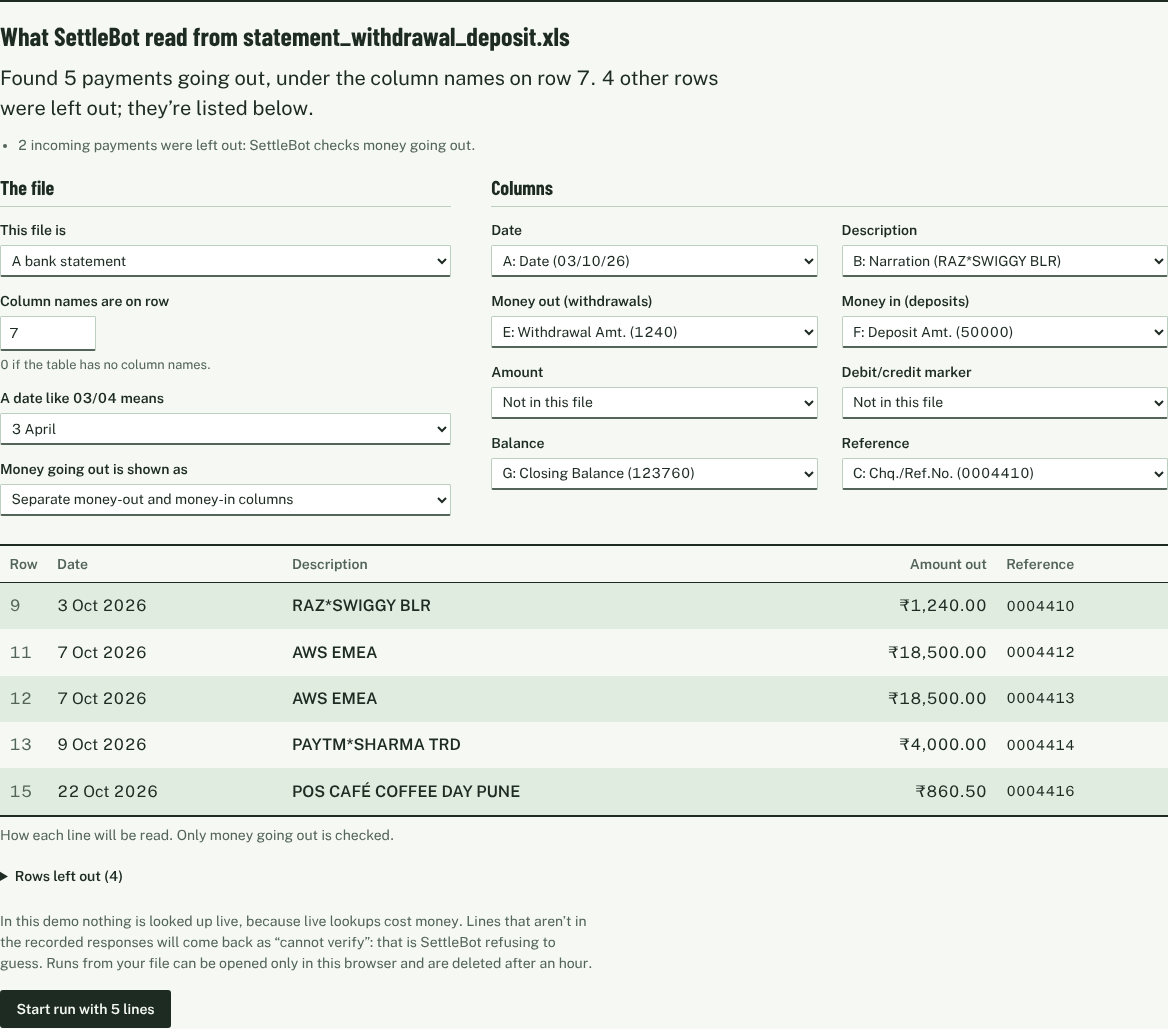 What SettleBot read from statement_withdrawal_deposit.xls
Found 5 payments going out, under the column names on row 7. 4 other rows
were left out; they’re listed below.
• 2 incoming payments were left out: SettleBot checks money going out.
The file
This file is
A bank statement
Column names are on row
7
0 if the table has no column names.
A date like 03/04 means
3 April
Money going out is shown as
Separate money-out and money-in columns
Columns
Date
A: Date (03/10/26)
Description
B: Narration (RAZ*SWIGGY BLR)
Money out (withdrawals)
E: Withdrawal Amt. (1240)
Money in (deposits)
F: Deposit Amt. (50000)
Amount
Not in this file
Debit/credit marker
Not in this file
Balance
G: Closing Balance (123760)
Reference
C: Chq./Ref.No. (0004410)
Row Date Description Amount out Reference
9 3 Oct 2026 RAZ*SWIGGY BLR ₹1,240.00 0004410
11 7 Oct 2026 AWS EMEA ₹18,500.00 0004412
12 7 Oct 2026 AWS EMEA ₹18,500.00 0004413
13 9 Oct 2026 PAYTM*SHARMA TRD ₹4,000.00 0004414
15 22 Oct 2026 POS CAFÉ COFFEE DAY PUNE ₹860.50 0004416
How each line will be read. Only money going out is checked.
Rows left out (4)
In this demo nothing is looked up live, because live lookups cost money. Lines that aren’t in
the recorded responses will come back as “cannot verify”: that is SettleBot refusing to
guess. Runs from your file can be opened only in this browser and are deleted after an hour.
Start run with 5 lines